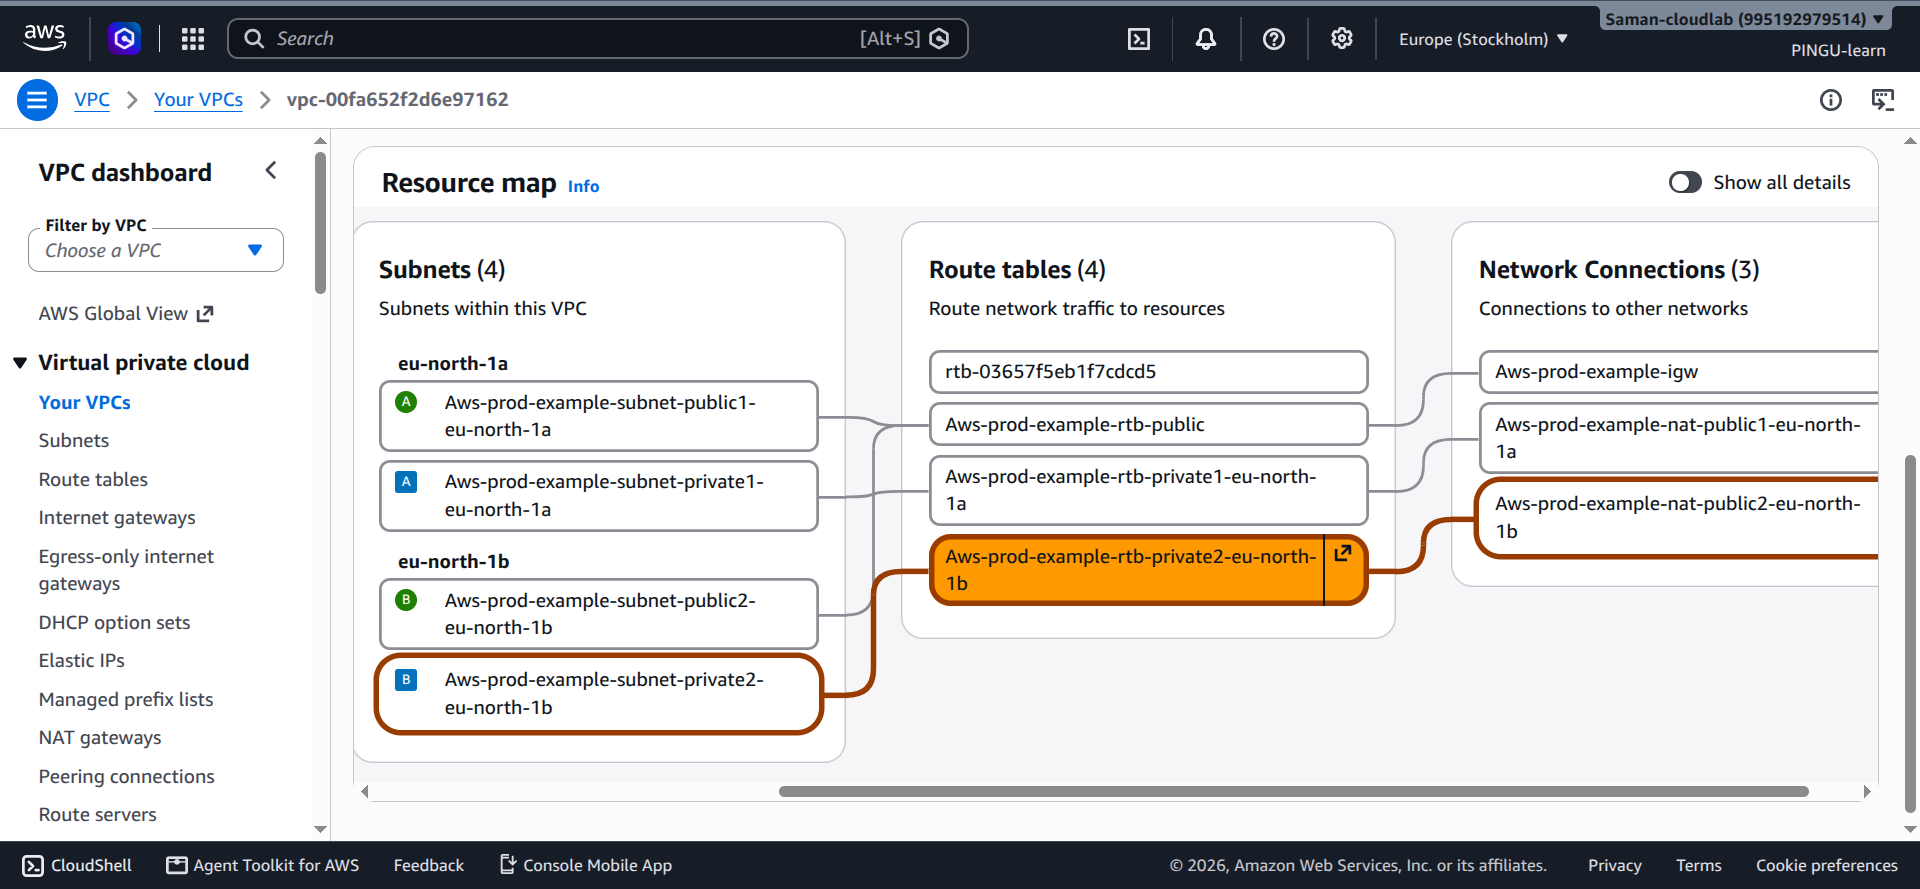 aws
Search
[Alt+S]
Europe (Stockholm)
Saman-cloudlab (995192979514)
PINGU-learn
VPC
Your VPCs
vpc-00fa652f2d6e97162
VPC dashboard
Filter by VPC
Choose a VPC
AWS Global View
Virtual private cloud
Your VPCs
Subnets
Route tables
Internet gateways
Egress-only internet
gateways
DHCP option sets
Elastic IPs
Managed prefix lists
NAT gateways
Peering connections
Route servers
Resource map Info
Show all details
Subnets (4)
Subnets within this VPC
eu-north-1a
A
Aws-prod-example-subnet-public1-
eu-north-1a
A
Aws-prod-example-subnet-private1-
eu-north-1a
eu-north-1b
B
Aws-prod-example-subnet-public2-
eu-north-1b
B
Aws-prod-example-subnet-private2-
eu-north-1b
Route tables (4)
Route network traffic to resources
rtb-03657f5eb1f7cdcd5
Aws-prod-example-rtb-public
Aws-prod-example-rtb-private1-eu-north-
1a
Aws-prod-example-rtb-private2-eu-north-
1b
Network Connections (3)
Connections to other networks
Aws-prod-example-igw
Aws-prod-example-nat-public1-eu-north-
1a
Aws-prod-example-nat-public2-eu-north-
1b
CloudShell
Agent Toolkit for AWS
Feedback
Console Mobile App
© 2026, Amazon Web Services, Inc. or its affiliates.
Privacy
Terms
Cookie preferences